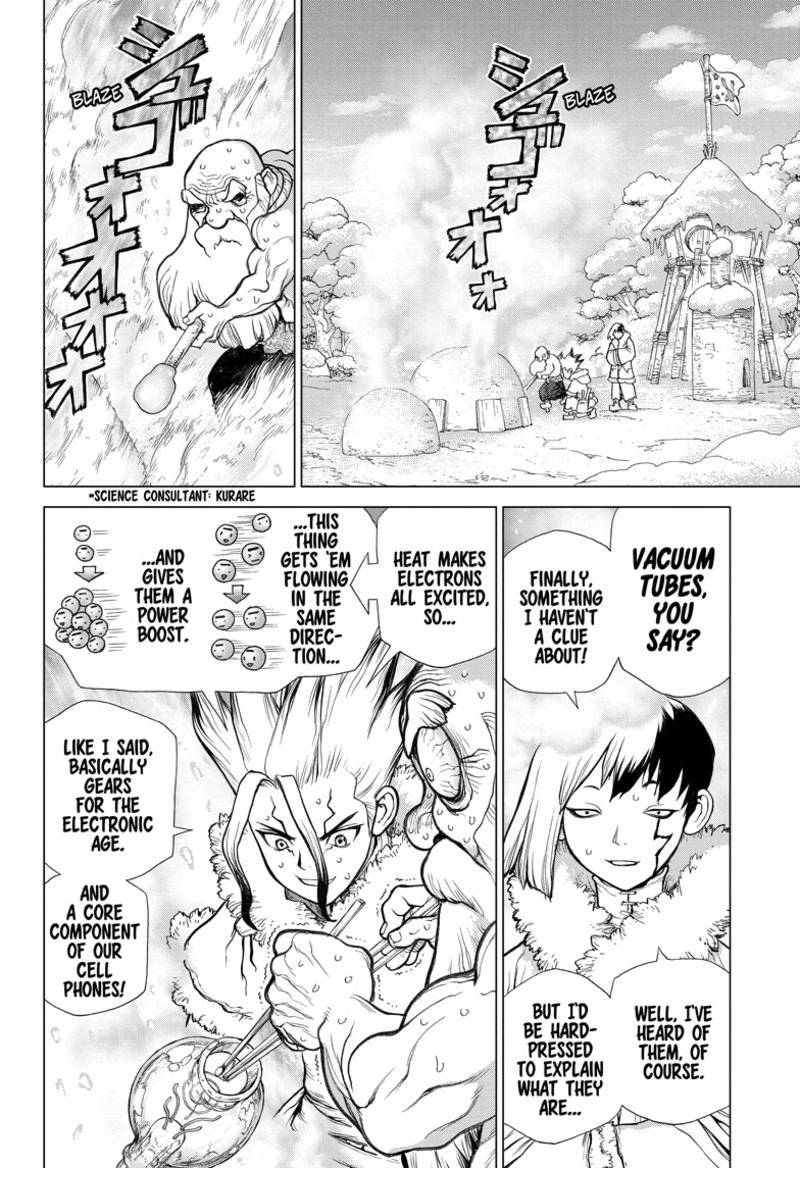 シュゴォォォ
BLAZE
シュゴオオオオオ
BLAZE
*SCIENCE CONSULTANT: KURARE
VACUUM
TUBES,
YOU
SAY?
FINALLY,
SOMETHING
I HAVEN'T
A CLUE
ABOUT!
WELL, I'VE
HEARD OF
THEM, OF
COURSE.
BUT I'D
BE HARD-
PRESSED
TO EXPLAIN
WHAT THEY
ARE...
HEAT MAKES
ELECTRONS
ALL EXCITED,
SO...
...THIS
THING
GETS 'EM
FLOWING
IN THE
SAME
DIREC-
TION...
...AND
GIVES
THEM A
POWER
BOOST.
LIKE I SAID,
BASICALLY
GEARS
FOR THE
ELECTRONIC
AGE.
AND
A CORE
COMPONENT
OF OUR
CELL
PHONES!